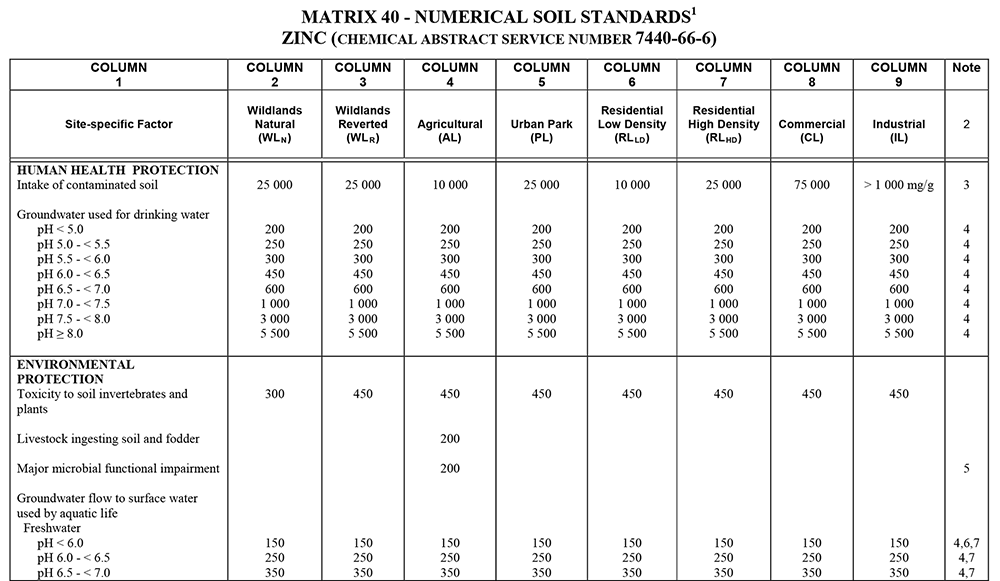 MATRIX 40 - NUMERICAL SOIL STANDARDS1
ZINC (CHEMICAL ABSTRACT SERVICE NUMBER 7440-66-6)
COLUMN 1 COLUMN 2 COLUMN 3 COLUMN 4 COLUMN 5 COLUMN 6 COLUMN 7 COLUMN 8 COLUMN 9 Note
Site-specific Factor Wildlands Natural (WLN) Wildlands Reverted (WLR) Agricultural (AL) Urban Park (PL) Residential Low Density (RLLD) Residential High Density (RLHD) Commercial (CL) Industrial (IL) 2
HUMAN HEALTH PROTECTION
Intake of contaminated soil 25 000 25 000 10 000 25 000 10 000 25 000 75 000 > 1 000 mg/g 3
Groundwater used for drinking water
pH < 5.0 200 200 200 200 200 200 200 200 4
pH 5.0 - < 5.5 250 250 250 250 250 250 250 250 4
pH 5.5 - < 6.0 300 300 300 300 300 300 300 300 4
pH 6.0 - < 6.5 450 450 450 450 450 450 450 450 4
pH 6.5 - < 7.0 600 600 600 600 600 600 600 600 4
pH 7.0 - < 7.5 1 000 1 000 1 000 1 000 1 000 1 000 1 000 1 000 4
pH 7.5 - < 8.0 3 000 3 000 3 000 3 000 3 000 3 000 3 000 3 000 4
pH ≥ 8.0 5 500 5 500 5 500 5 500 5 500 5 500 5 500 5 500 4
ENVIRONMENTAL
PROTECTION
Toxicity to soil invertebrates and 300 450 450 450 450 450 450 450
plants
Livestock ingesting soil and fodder 200
Major microbial functional impairment 200 5
Groundwater flow to surface water
used by aquatic life
Freshwater
pH < 6.0 150 150 150 150 150 150 150 150 4,6,7
pH 6.0 - < 6.5 250 250 250 250 250 250 250 250 4,7
pH 6.5 - < 7.0 350 350 350 350 350 350 350 350 4,7